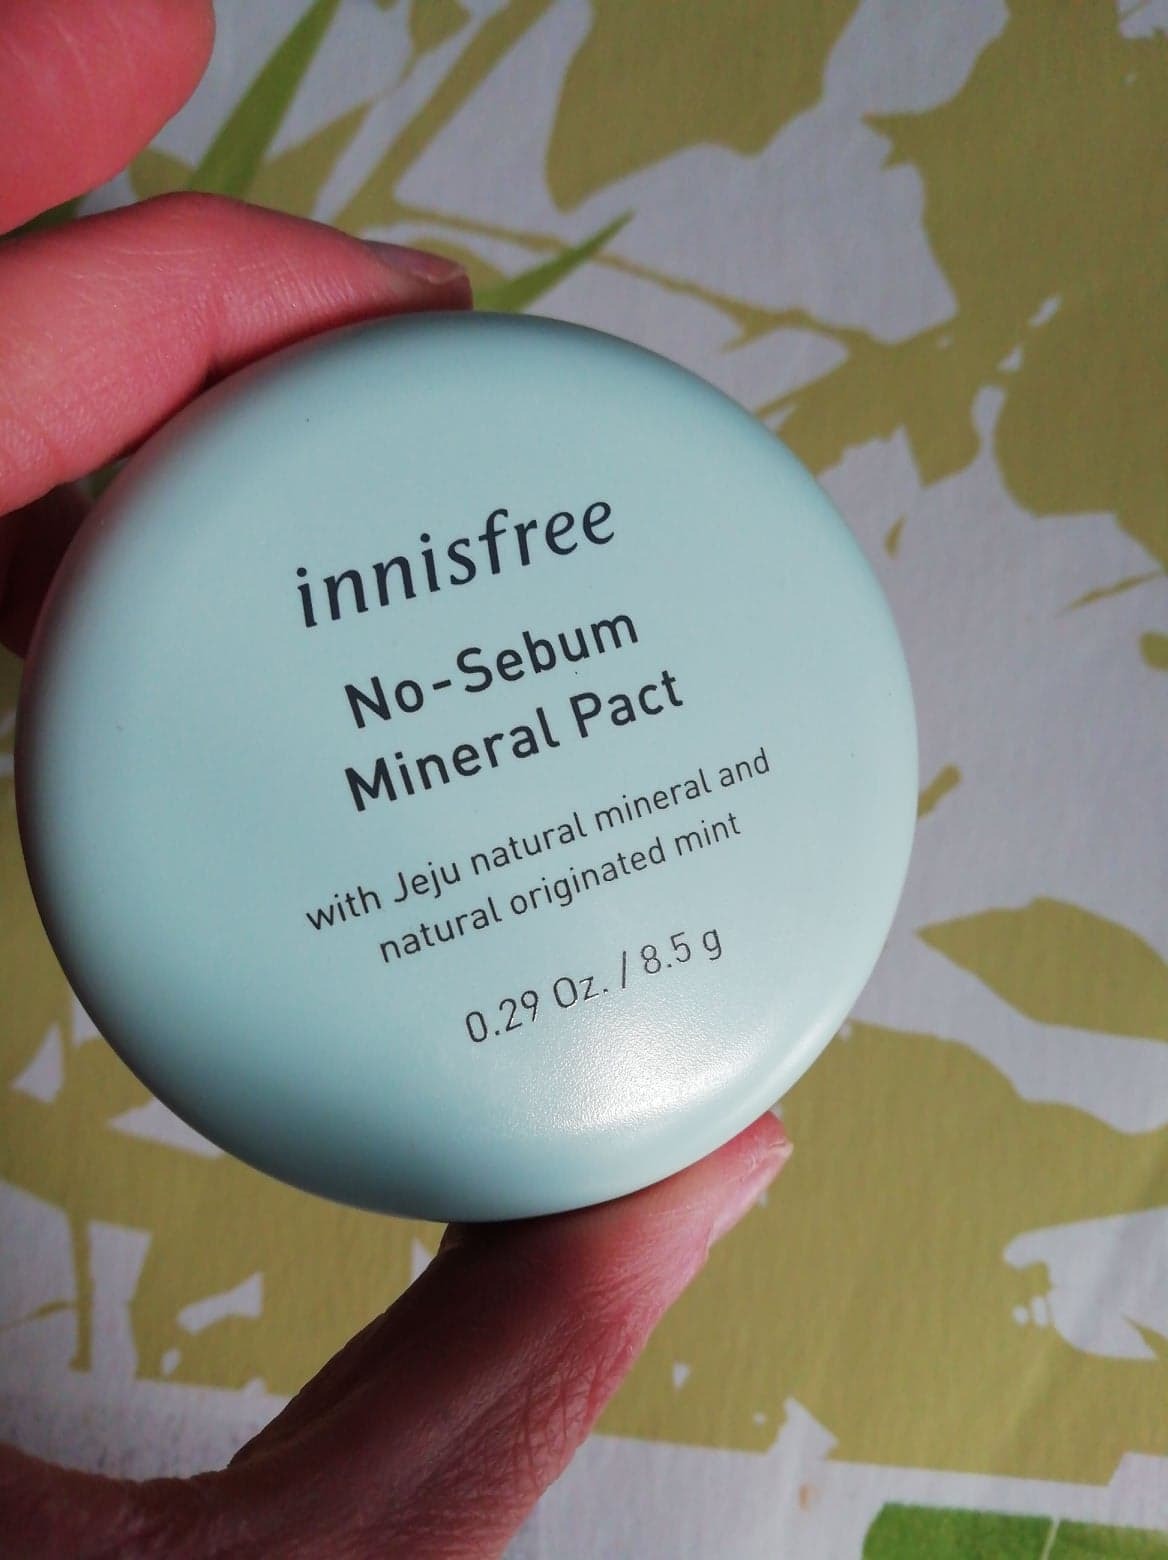 innisfree
No-Sebum
Mineral Pact
with Jeju natural mineral and
natural originated mint
0.29 Oz. / 8.5 g